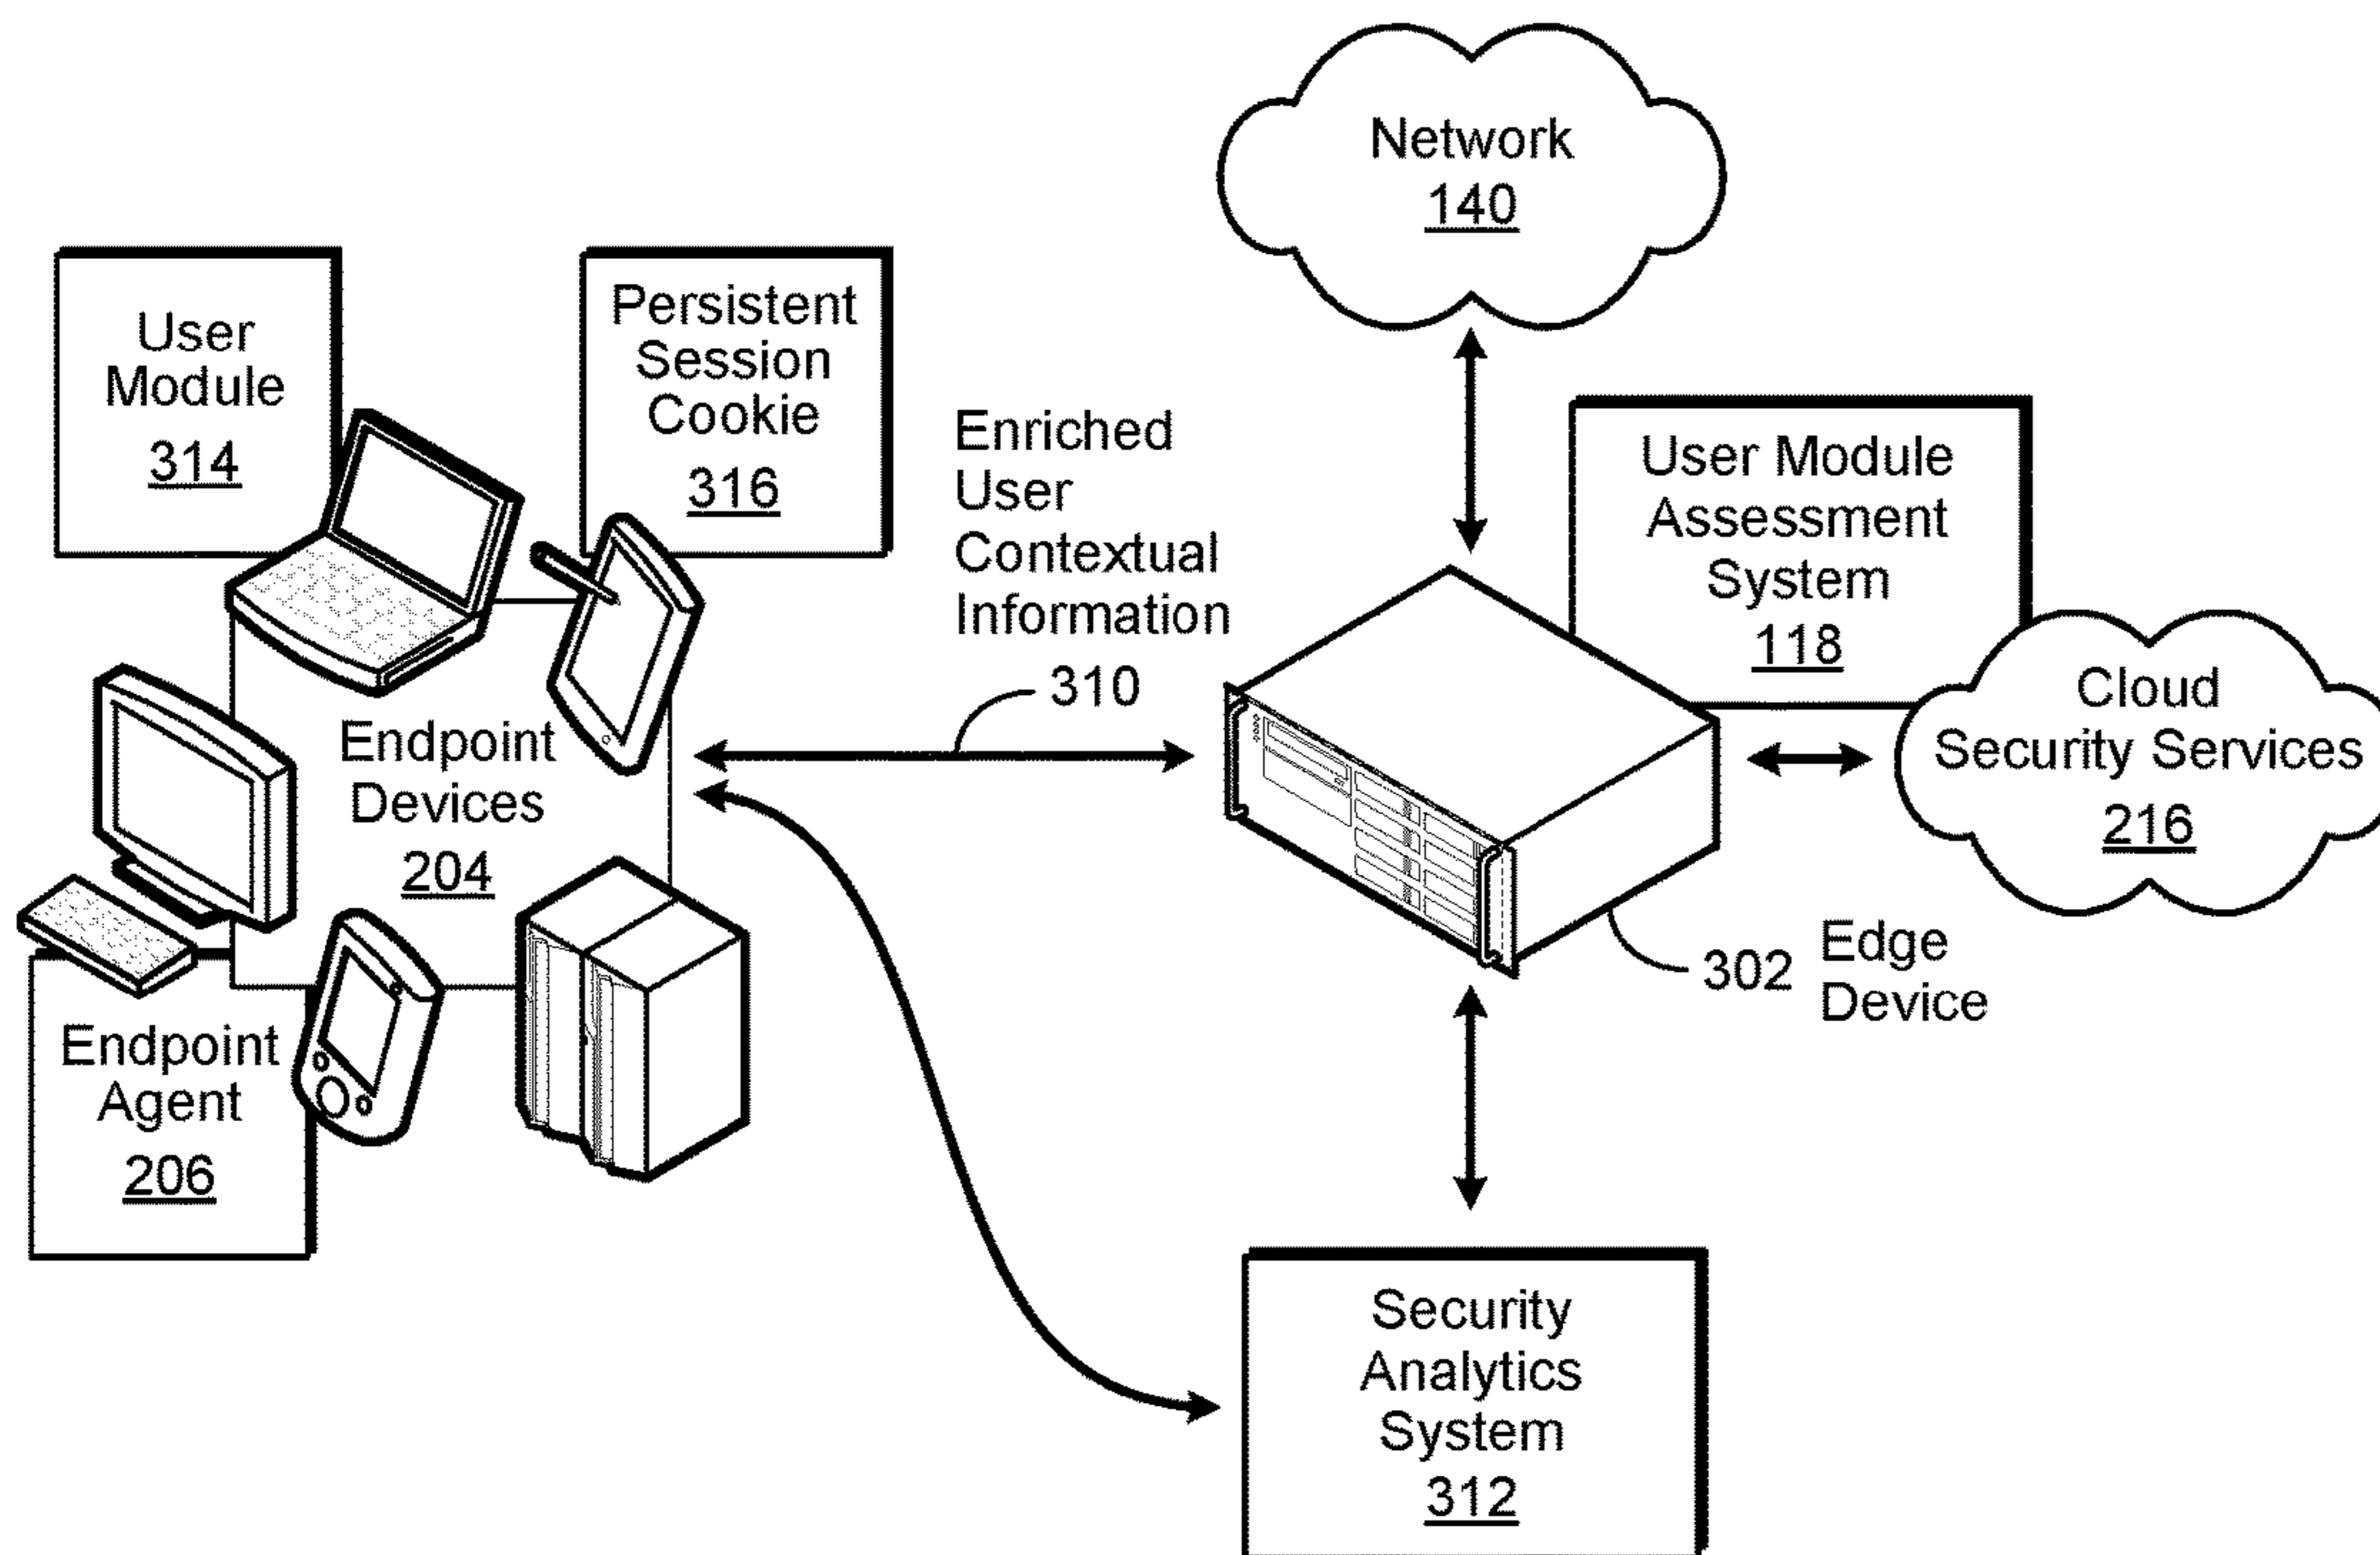 Network
140
User
Module
314
Persistent
Session
Cookie
316
Enriched
User
Contextual
Information
310
User Module
Assessment
System
118
Cloud
Security Services
216
Endpoint
Devices
204
302
Edge
Device
Endpoint
Agent
206
Security
Analytics
System
312